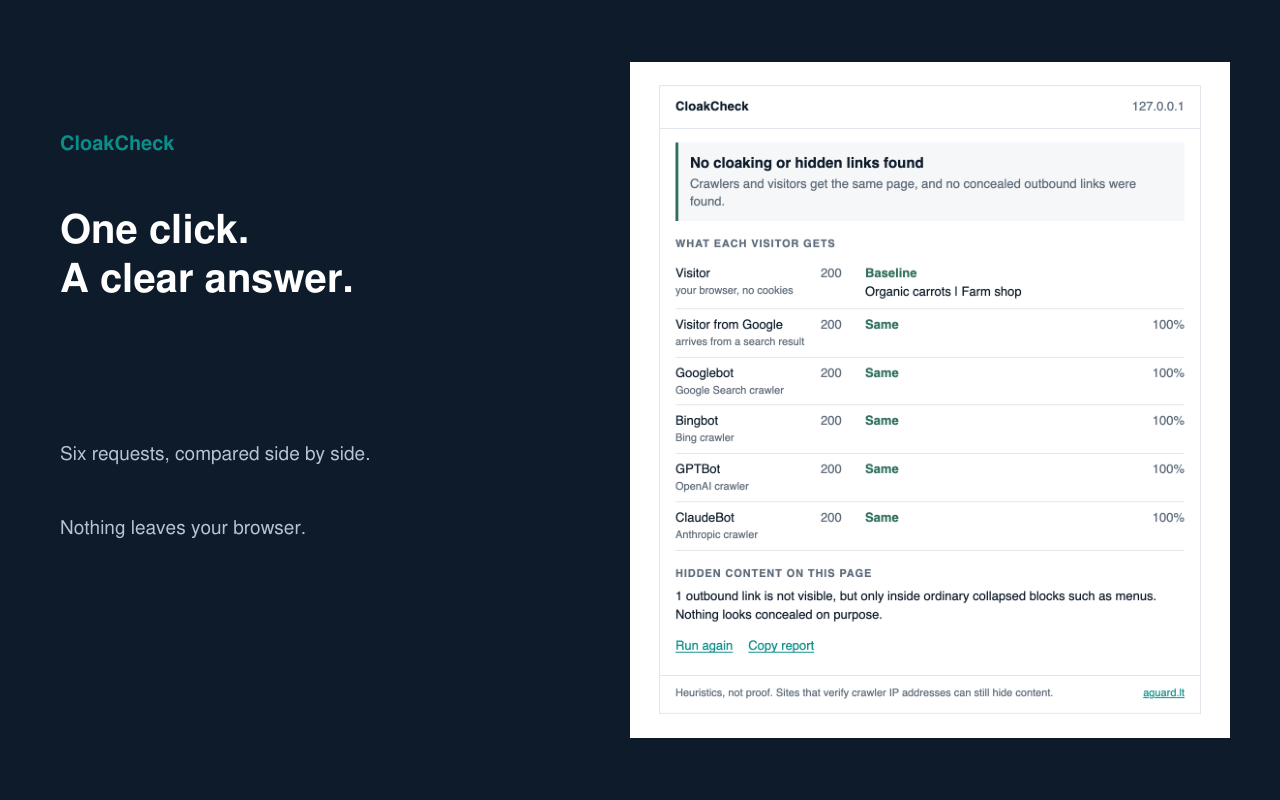 CloakCheck
One click.
A clear answer.
Six requests, compared side by side.
Nothing leaves your browser.
CloakCheck 127.0.0.1
No cloaking or hidden links found
Crawlers and visitors get the same page, and no concealed outbound links were
found.
WHAT EACH VISITOR GETS
Visitor 200 Baseline
your browser, no cookies Organic carrots | Farm shop
Visitor from Google 200 Same 100%
arrives from a search result
Googlebot 200 Same 100%
Google Search crawler
Bingbot 200 Same 100%
Bing crawler
GPTBot 200 Same 100%
OpenAI crawler
ClaudeBot 200 Same 100%
Anthropic crawler
HIDDEN CONTENT ON THIS PAGE
1 outbound link is not visible, but only inside ordinary collapsed blocks such as menus.
Nothing looks concealed on purpose.
Run again Copy report
Heuristics, not proof. Sites that verify crawler IP addresses can still hide content. aguard.lt